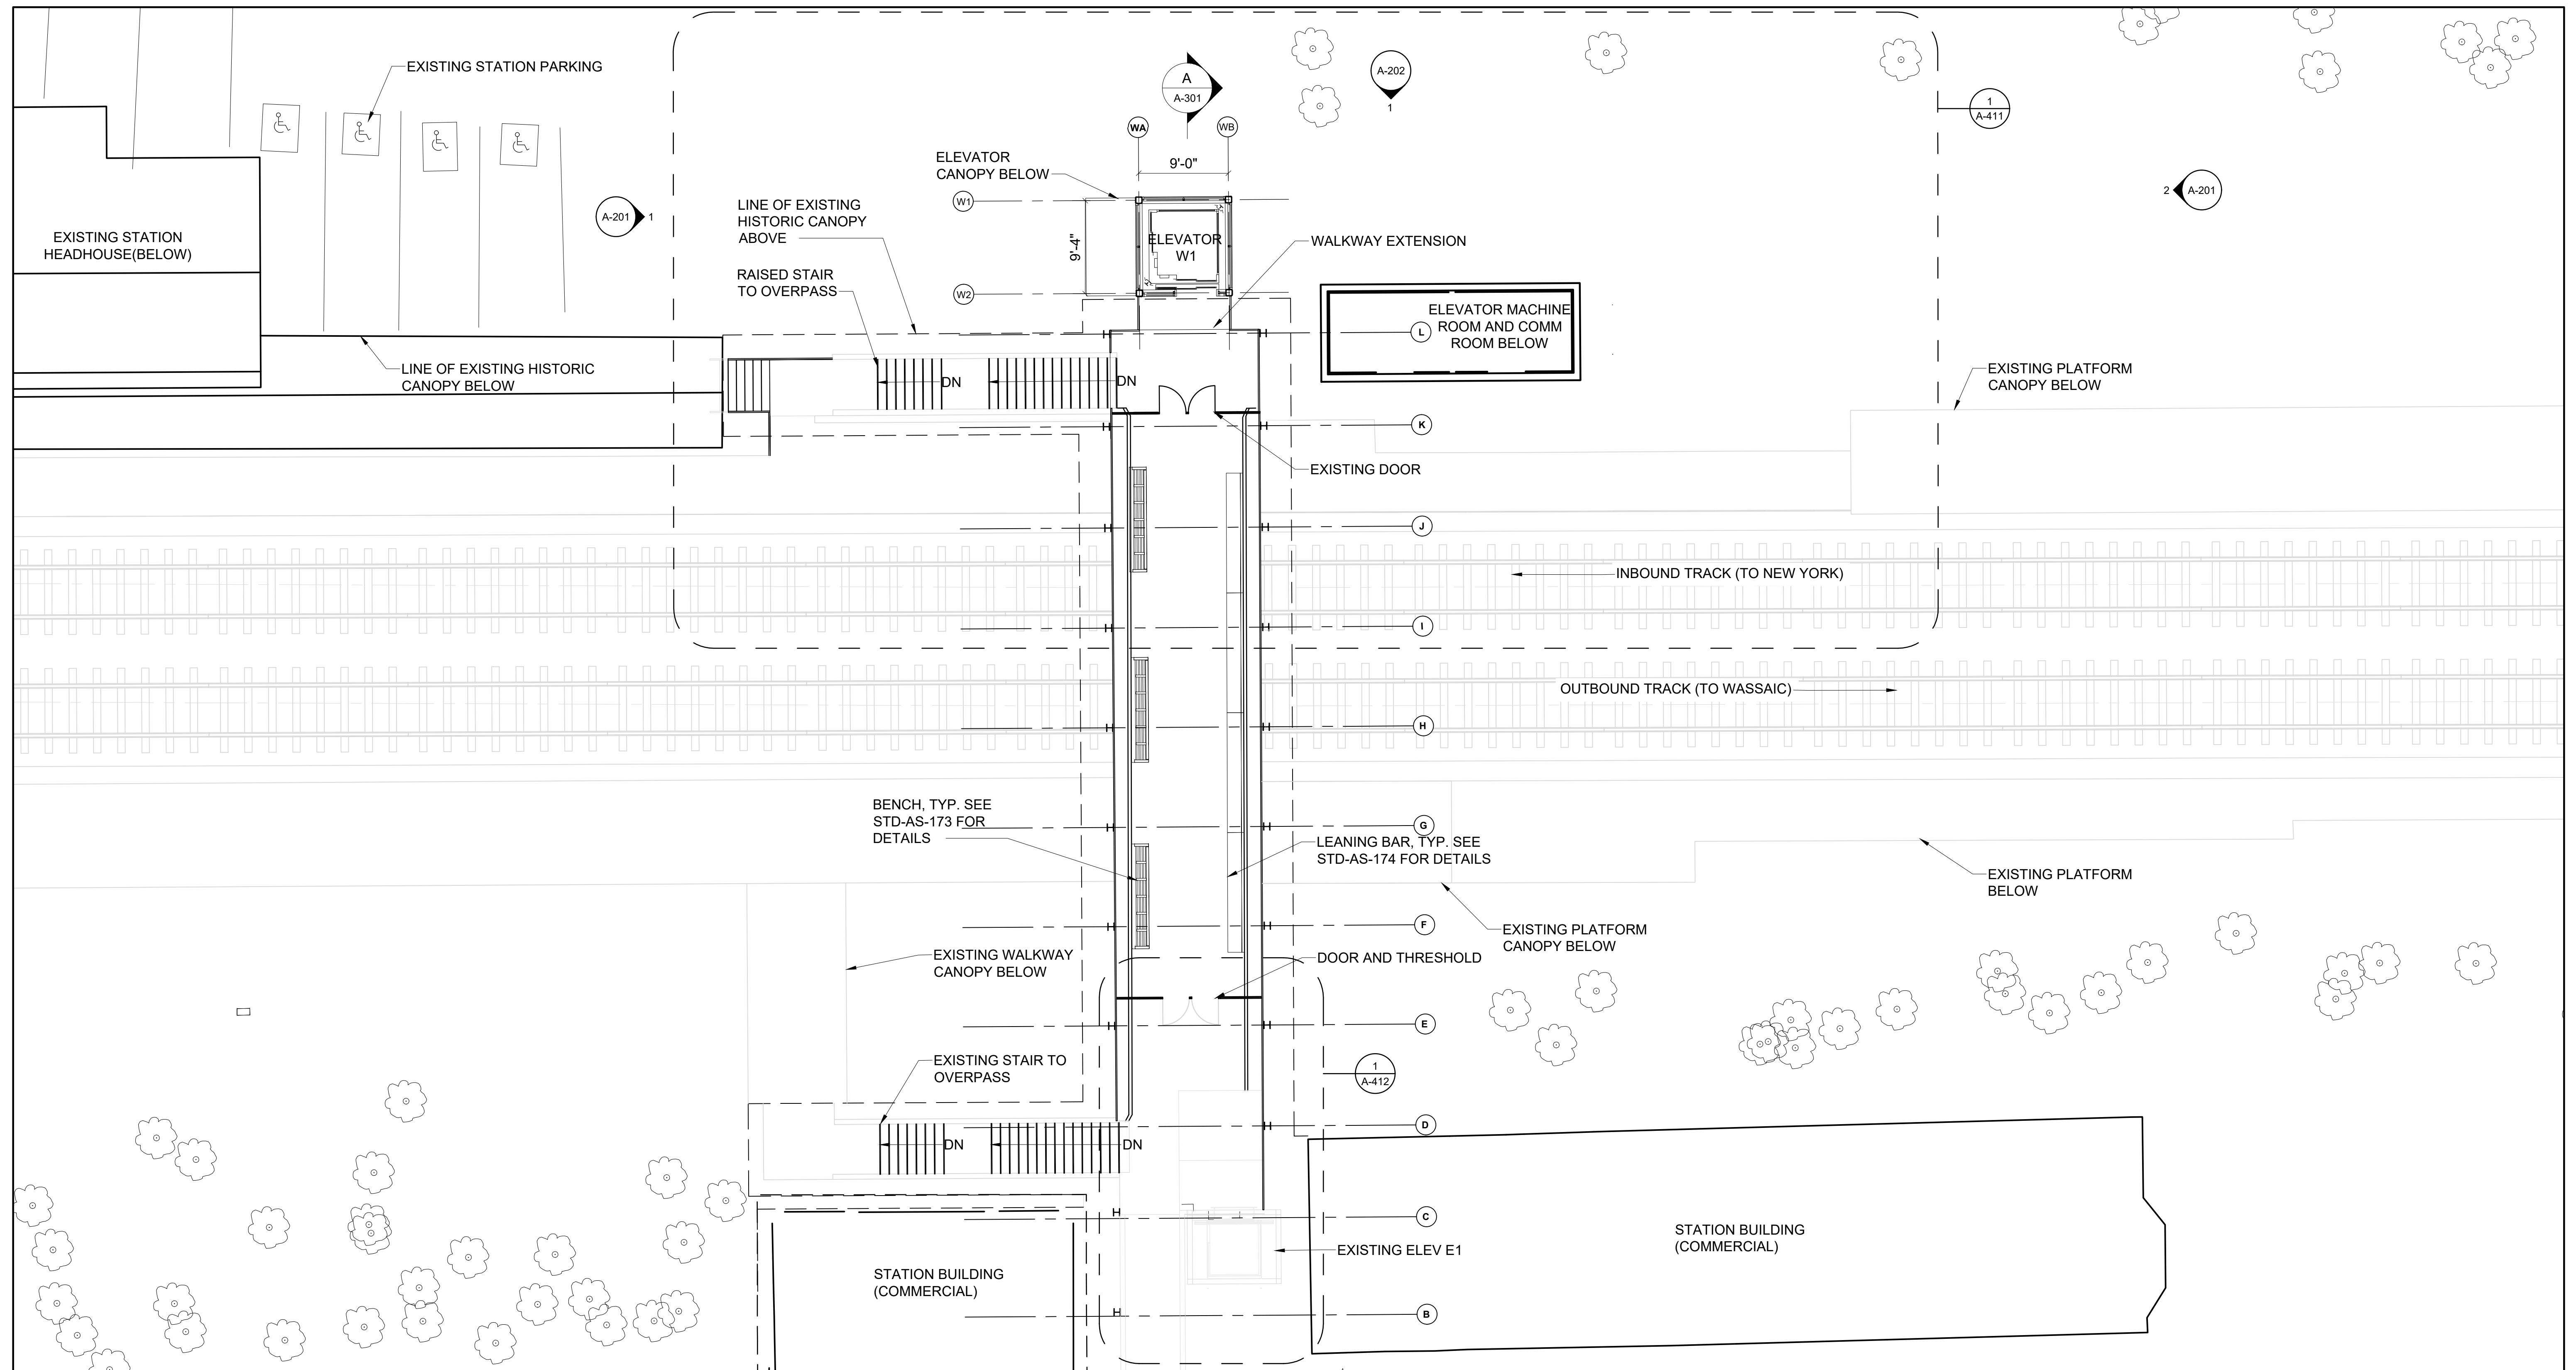 EXISTING STATION PARKING
A
A-301
A-202
1
1
A-411
WA
WB
9'-0"
ELEVATOR
CANOPY BELOW
A-201
1
2
A-201
W1
LINE OF EXISTING
HISTORIC CANOPY
ABOVE
EXISTING STATION
HEADHOUSE(BELOW)
9'-4"
ELEVATOR
W1
WALKWAY EXTENSION
RAISED STAIR
TO OVERPASS
W2
ELEVATOR MACHINE
ROOM AND COMM
ROOM BELOW
L
LINE OF EXISTING HISTORIC
CANOPY BELOW
DN
DN
EXISTING PLATFORM
CANOPY BELOW
K
EXISTING DOOR
J
INBOUND TRACK (TO NEW YORK)
I
OUTBOUND TRACK (TO WASSAIC)
H
BENCH, TYP. SEE
STD-AS-173 FOR
DETAILS
G
LEANING BAR, TYP. SEE
STD-AS-174 FOR DETAILS
EXISTING PLATFORM
BELOW
F
EXISTING PLATFORM
CANOPY BELOW
EXISTING WALKWAY
CANOPY BELOW
DOOR AND THRESHOLD
E
EXISTING STAIR TO
OVERPASS
1
A-412
D
DN
DN
C
STATION BUILDING
(COMMERCIAL)
EXISTING ELEV E1
STATION BUILDING
(COMMERCIAL)
B